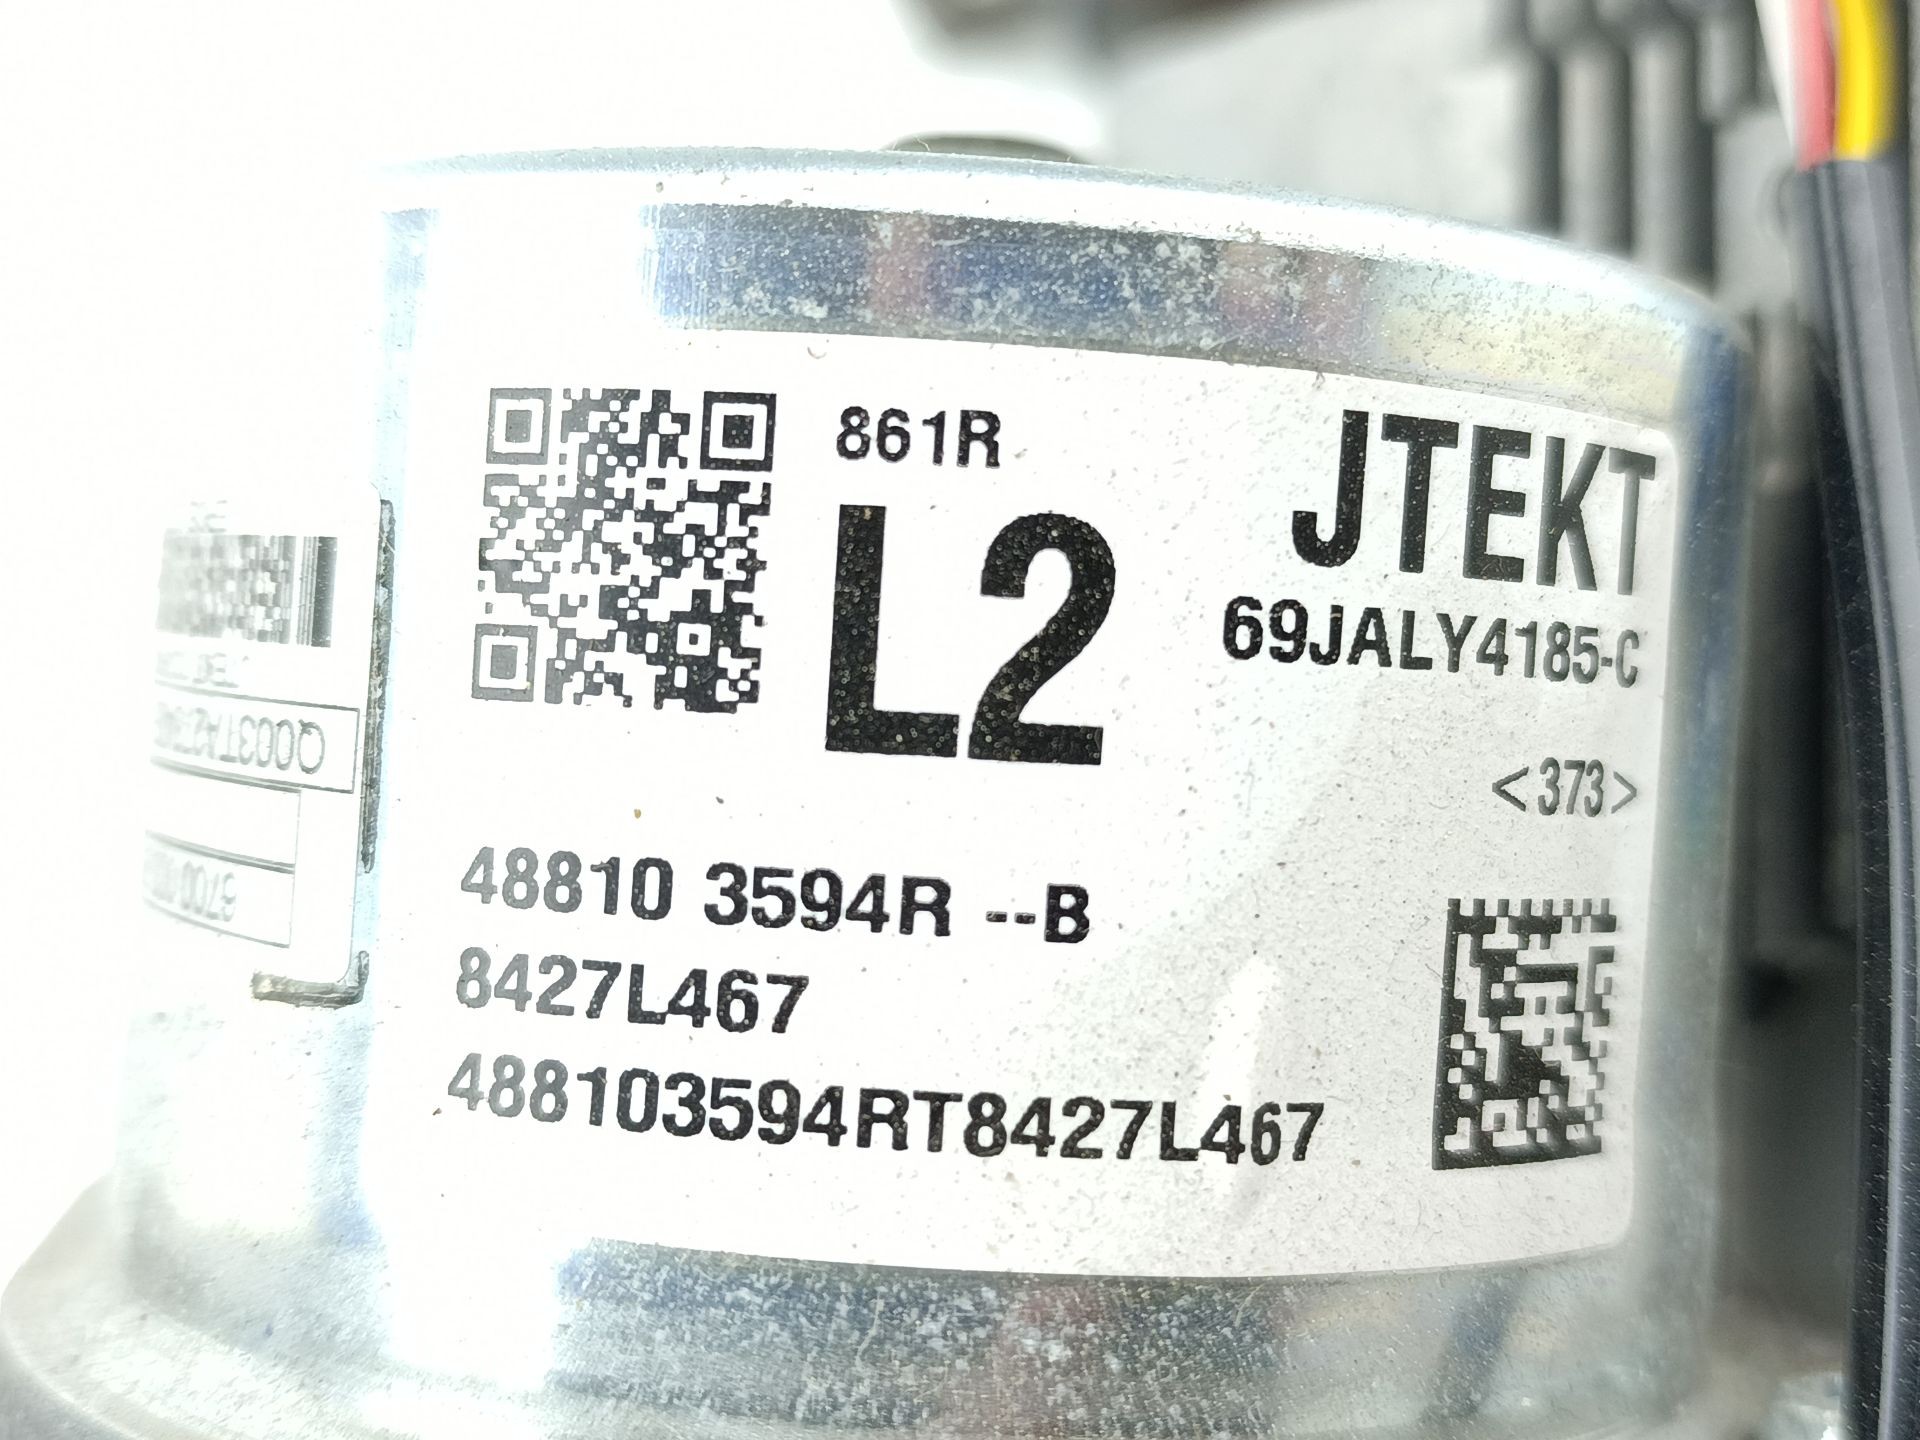 861R
JTEKT
L2
69JALY4185-C
<373>
48810 3594R --B
8427L467
488103594RT8427L467